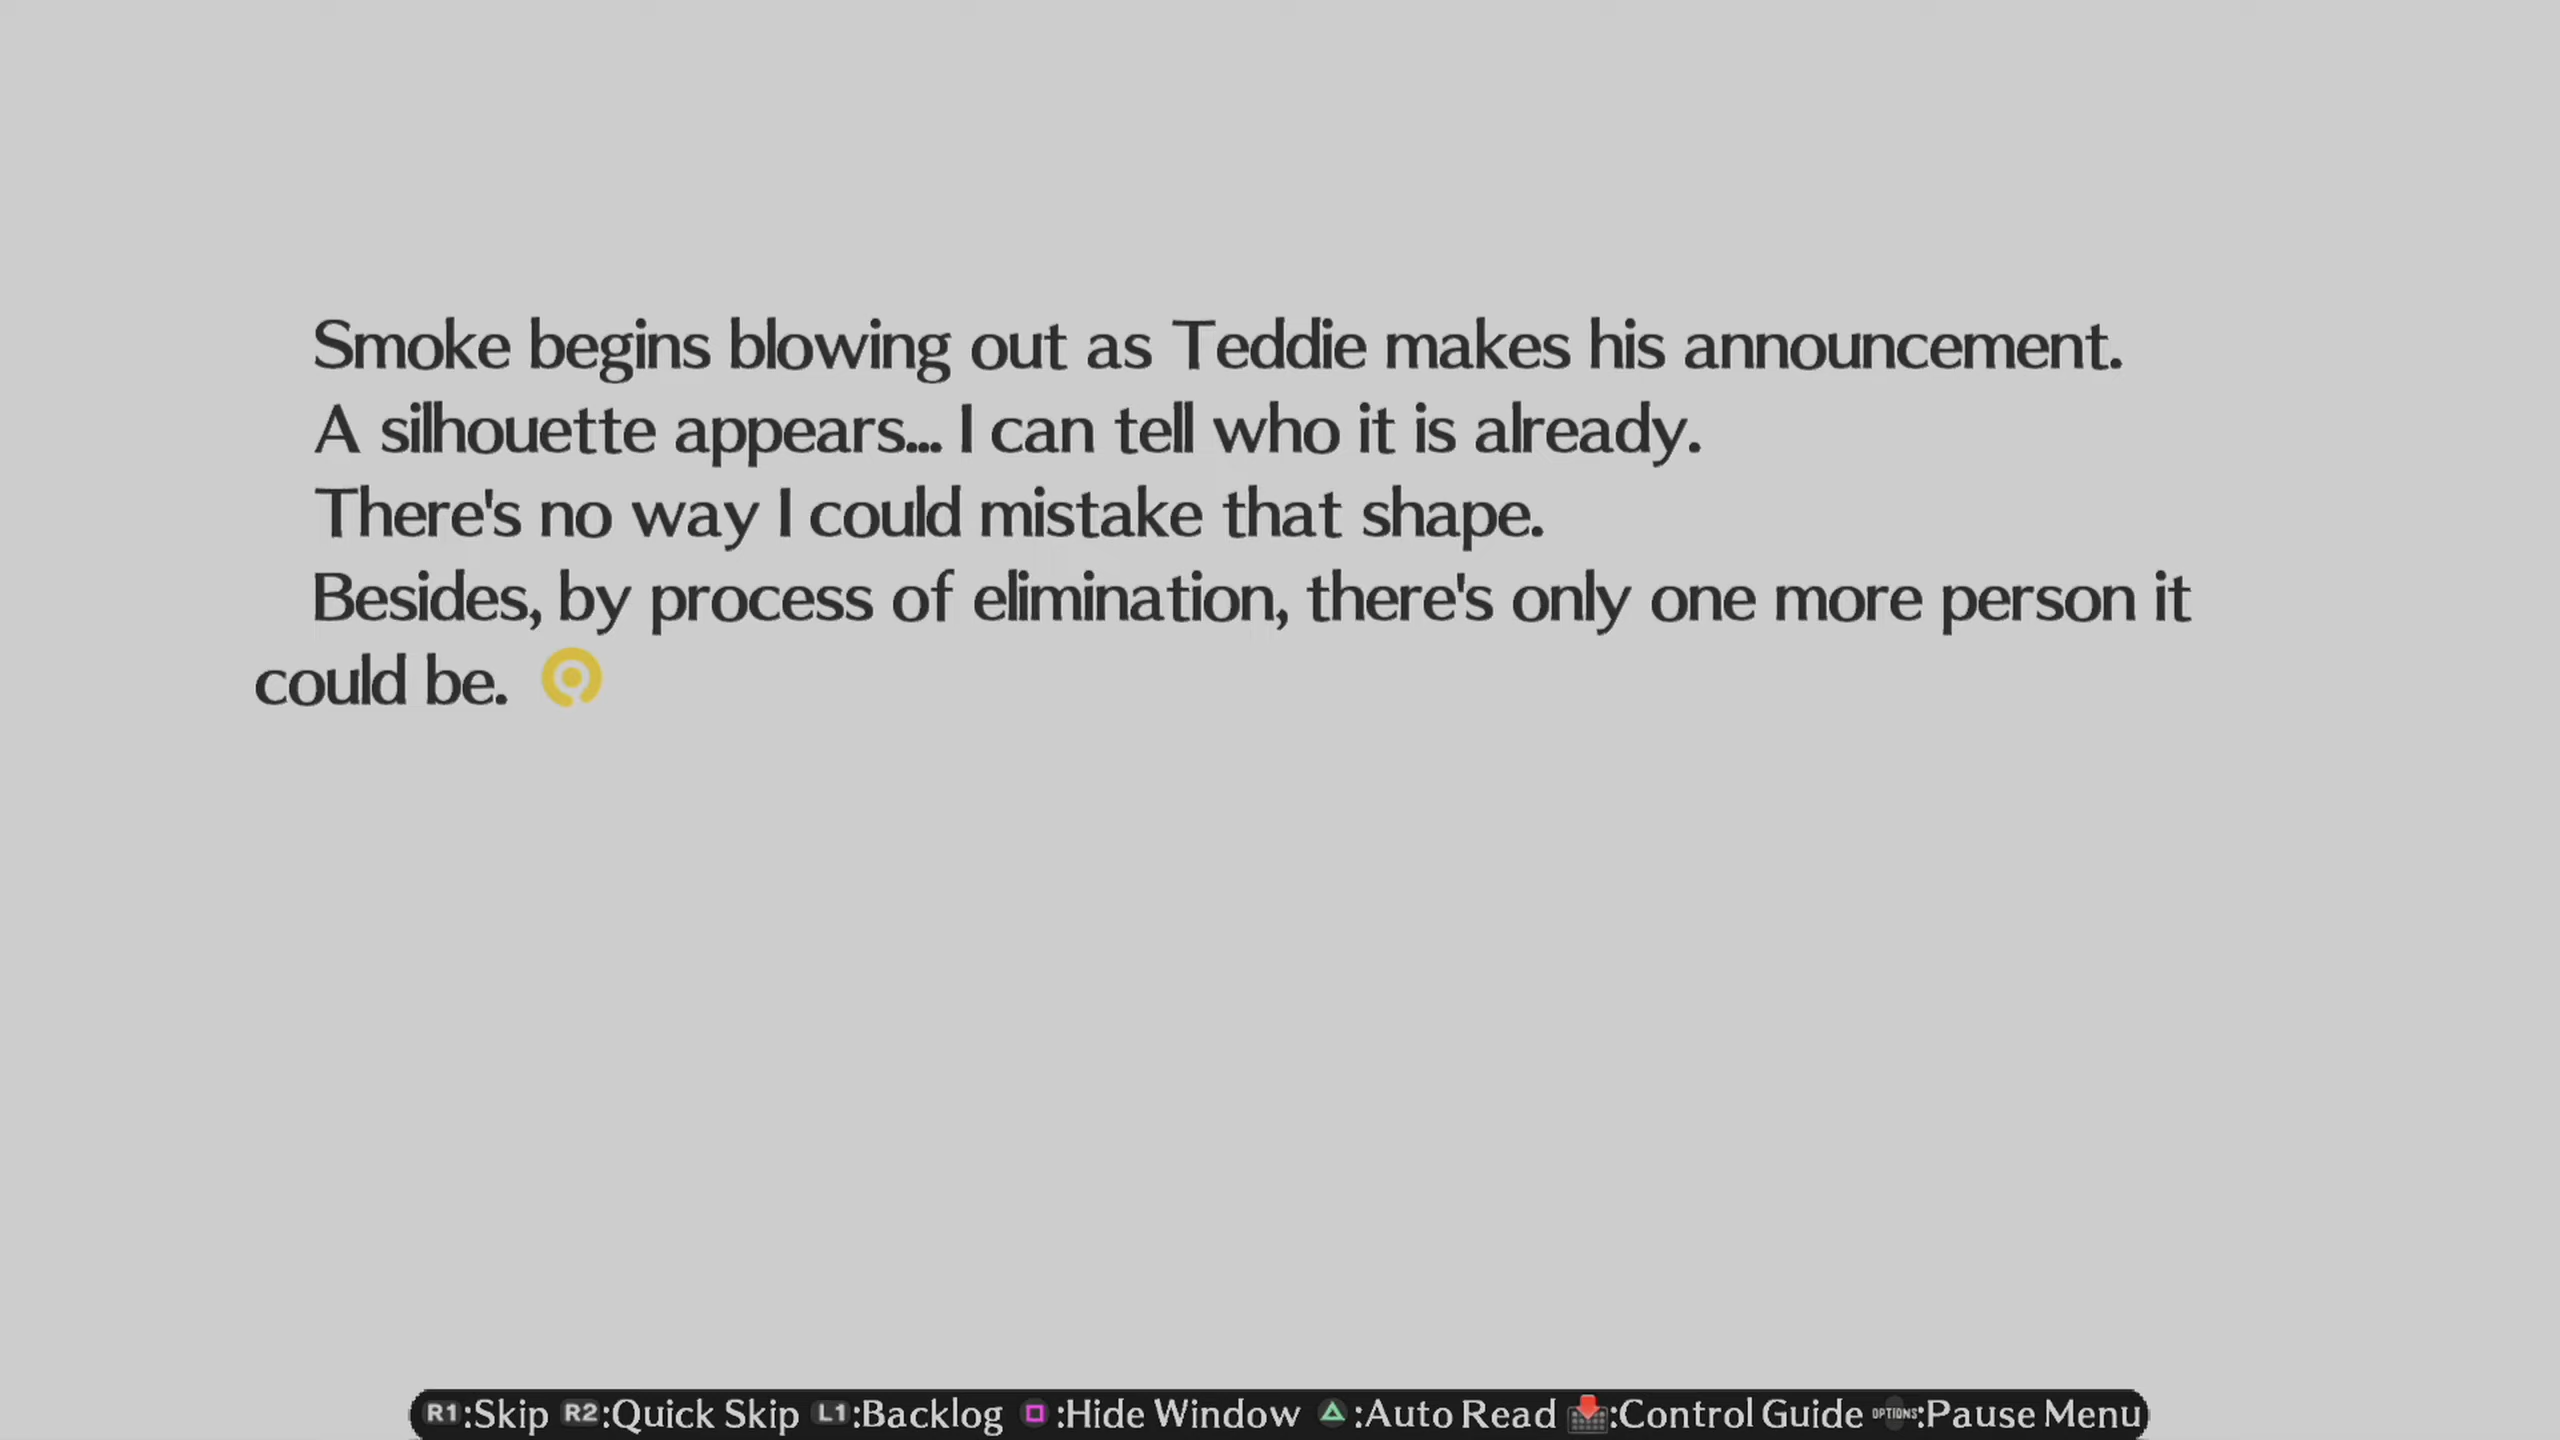 Smoke begins blowing out as Teddie makes his announcement.
A silhouette appears... I can tell who it is already.
There's no way I could mistake that shape.
Besides, by process of elimination, there's only one more person it
could be.
R1:Skip R2:Quick Skip L1:Backlog :Hide Window :Auto Read :Control Guide OPTIONS:Pause Menu